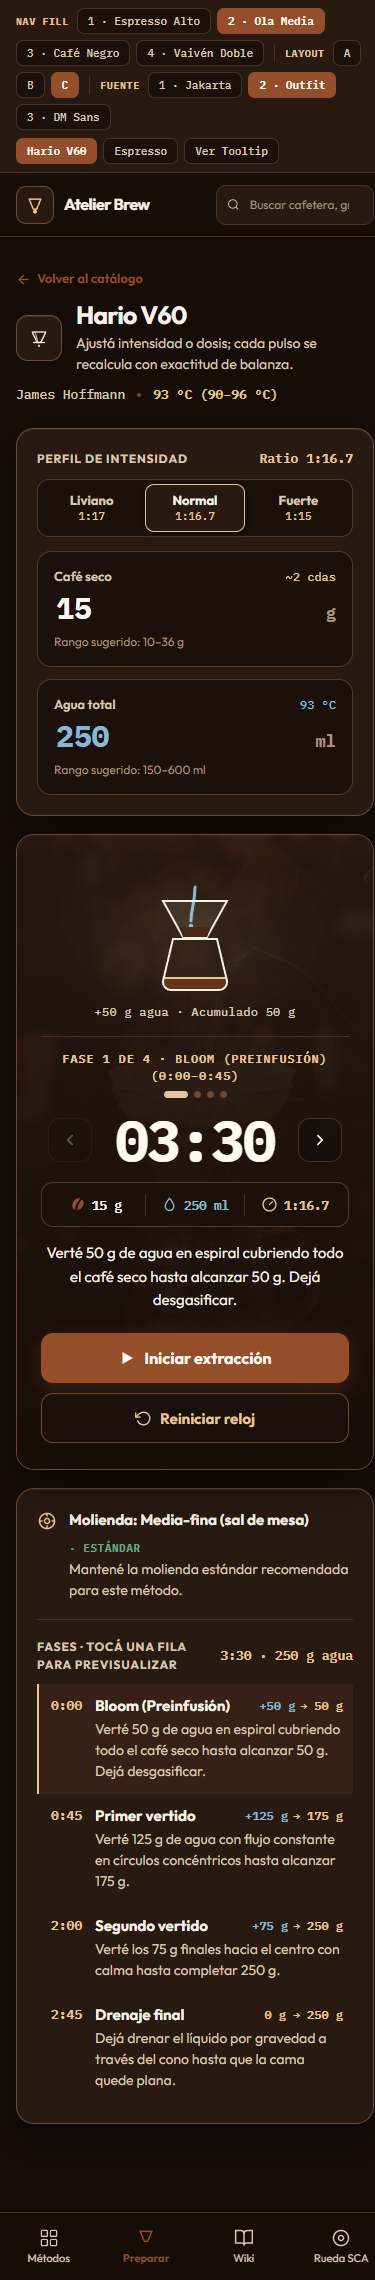 NAV FILL 1 · Espresso Alto 2 · Ola Media
3 · Café Negro 4 · Vaivén Doble LAYOUT A
B C FUENTE 1 · Jakarta 2 · Outfit
3 · DM Sans
Hario V60 Espresso Ver Tooltip
Atelier Brew Buscar cafetera, gr
← Volver al catálogo
Hario V60
Ajustá intensidad o dosis; cada pulso se
recalcula con exactitud de balanza.
James Hoffmann • 93 °C (90–96 °C)
PERFIL DE INTENSIDAD Ratio 1:16.7
Liviano Normal Fuerte
1:17 1:16.7 1:15
Café seco ~2 cdas
15 g
Rango sugerido: 10–36 g
Agua total 93 °C
250 ml
Rango sugerido: 150–600 ml
+50 g agua · Acumulado 50 g
FASE 1 DE 4 · BLOOM (PREINFUSIÓN)
(0:00–0:45)
03:30
15 g 250 ml 1:16.7
Verté 50 g de agua en espiral cubriendo todo
el café seco hasta alcanzar 50 g. Dejá
desgasificar.
Iniciar extracción
Reiniciar reloj
Molienda: Media-fina (sal de mesa)
· ESTÁNDAR
Mantené la molienda estándar recomendada
para este método.
FASES · TOCÁ UNA FILA
PARA PREVISUALIZAR 3:30 · 250 g agua
0:00 Bloom (Preinfusión) +50 g → 50 g
Verté 50 g de agua en espiral cubriendo
todo el café seco hasta alcanzar 50 g.
Dejá desgasificar.
0:45 Primer vertido +125 g → 175 g
Verté 125 g de agua con flujo constante
en círculos concéntricos hasta alcanzar
175 g.
2:00 Segundo vertido +75 g → 250 g
Verté los 75 g finales hacia el centro con
calma hasta completar 250 g.
2:45 Drenaje final 0 g → 250 g
Dejá drenar el líquido por gravedad a
través del cono hasta que la cama
quede plana.
Métodos Preparar Wiki Rueda SCA